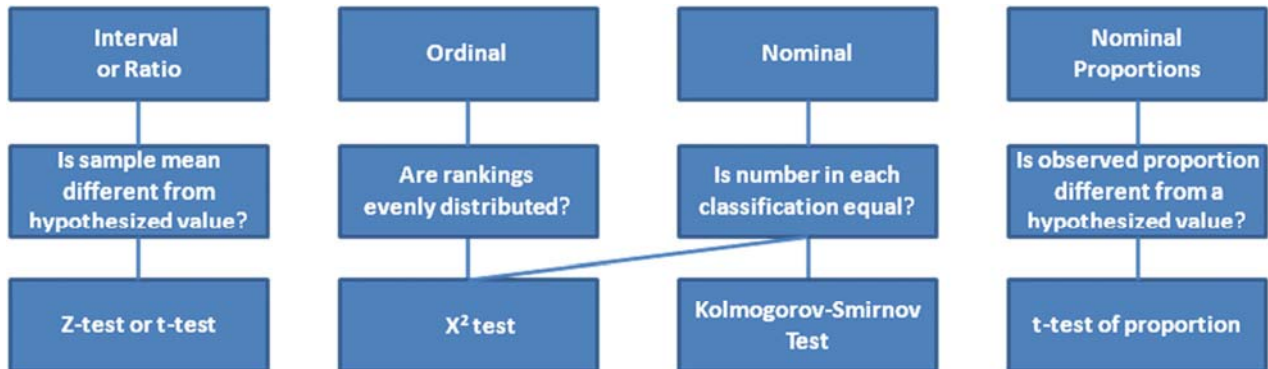 Interval
or Ratio
Ordinal
Nominal
Nominal
Proportions
Is sample mean
different from
hypothesized value?
Are rankings
evenly distributed?
Is number in each
classification equal?
Is observed proportion
different from a
hypothesized value?
Z-test or t-test
X² test
Kolmogorov-Smirnov
Test
t-test of proportion